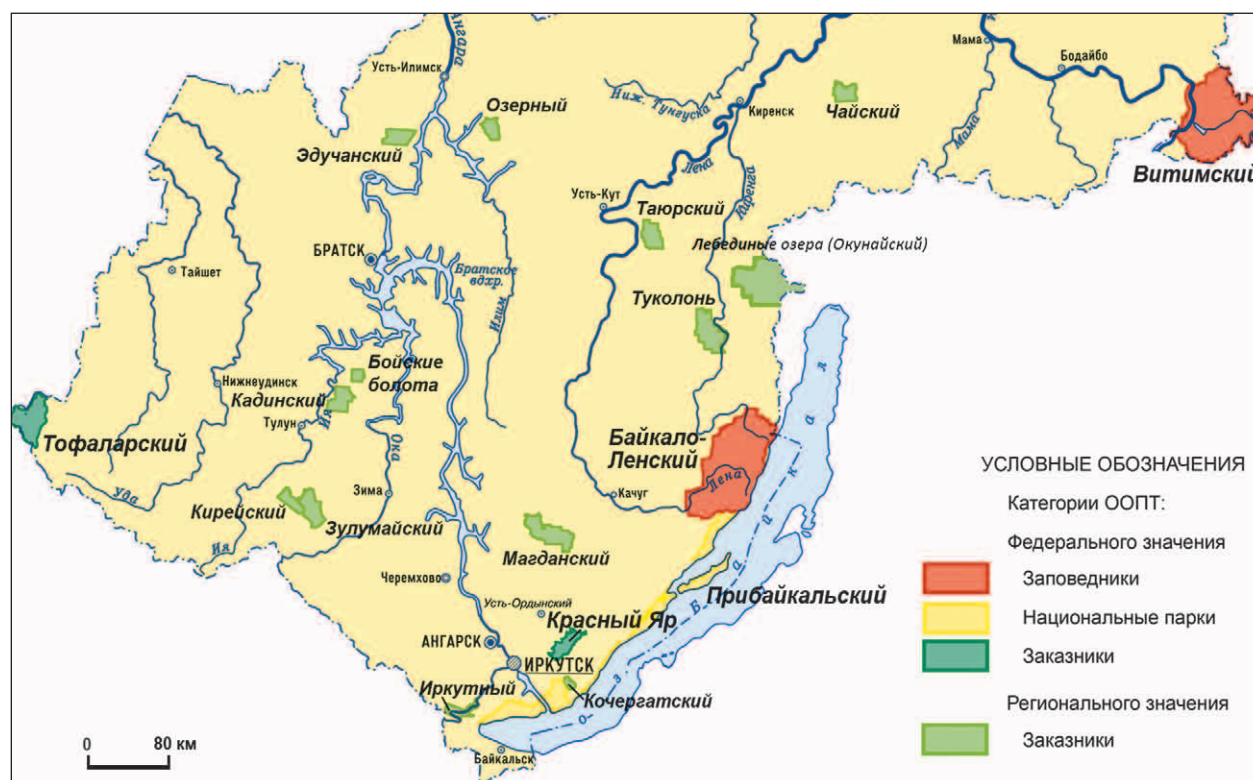 Ангара
Усть-Илимск
Озерный
Эдучанский
Ниж. Тунгуска
Киренск
Чайский
Мама
Бодайбо
Мама
Витимский
Лена
Киренга
Усть-Кут
Таюрский
Лебединые озера (Окунайский)
БРАТСК
Братское
вдхр.
Тайшет
Илим
Туколонь
Бойские
болота
Нижнеудинск
Кадинский
Тулун
Ия
Ока
Тофаларский
Уда
Байкало-
Ленский
Лена
Качуг
Зима
Кирейский
Зулумайский
Ия
Магданский
Черемхово
Усть-Ордынский
Красный Яр
Прибайкальский
АНГАРСК
ИРКУТСК
Иркутный
Кочергатский
Байкальск
оз. Байкал
0 80 км
УСЛОВНЫЕ ОБОЗНАЧЕНИЯ
Категории ООПТ:
Федерального значения
Заповедники
Национальные парки
Заказники
Регионального значения
Заказники